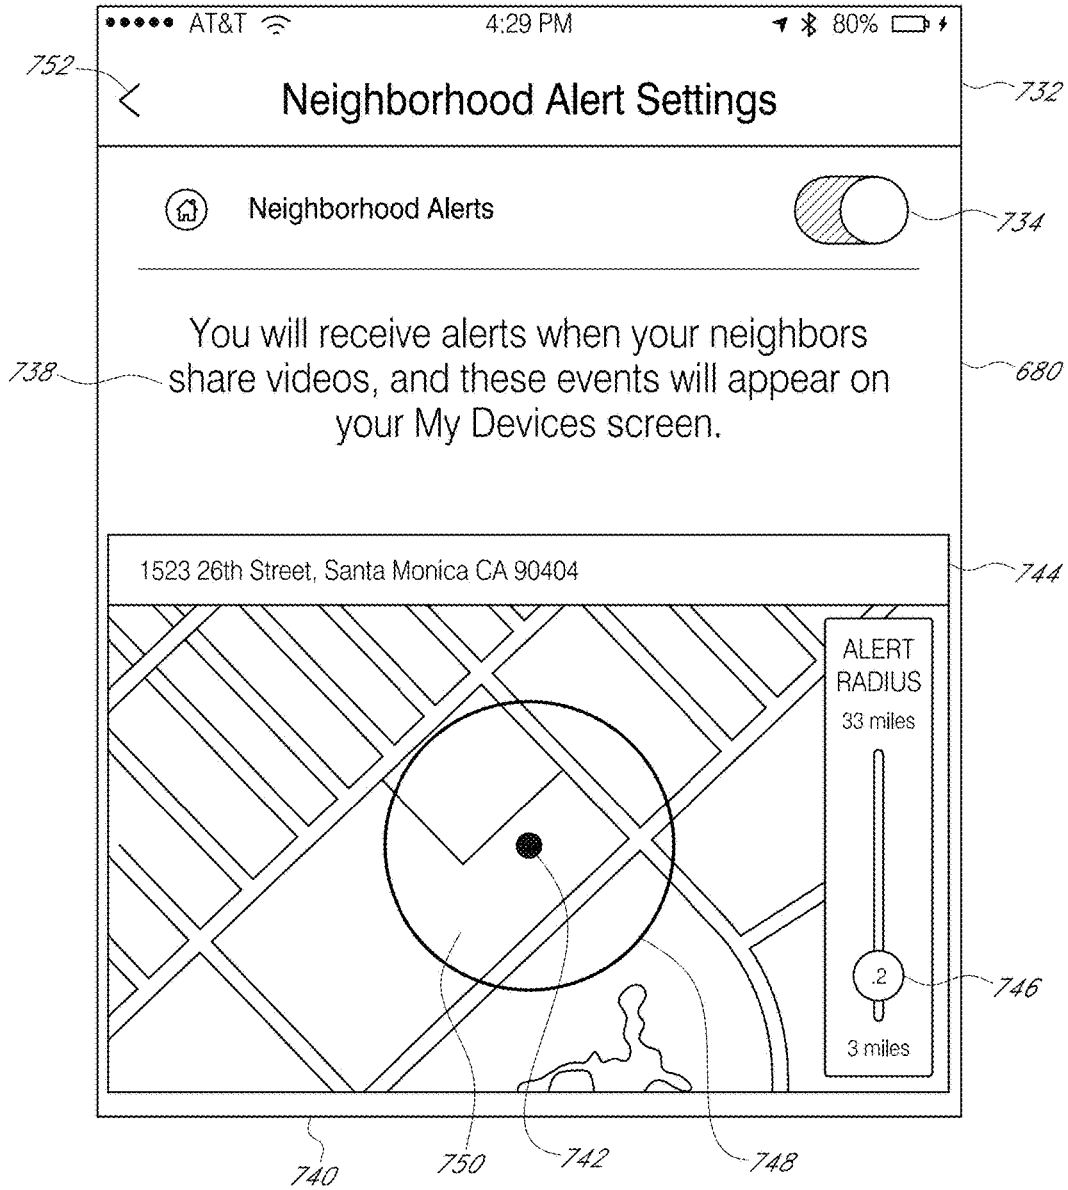 AT&T 4:29 PM 80%
752
< Neighborhood Alert Settings
732
Neighborhood Alerts
734
You will receive alerts when your neighbors
738
share videos, and these events will appear on
680
your My Devices screen.
1523 26th Street, Santa Monica CA 90404
744
ALERT
RADIUS
33 miles
.2
746
3 miles
740
750
742
748